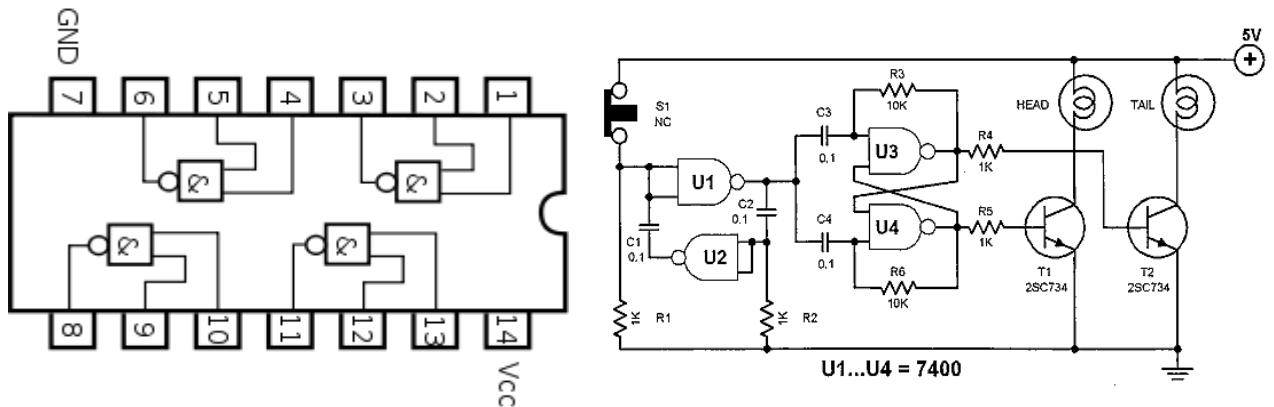 GND
7
6
5
4
3
2
1
&
&
&
&
8
9
10
11
12
13
14
Vcc
5V
+
S1
NC
HEAD
TAIL
R3
10K
C3
0.1
U3
R4
1K
U1
C2
0.1
C1
0.1
U2
C4
0.1
U4
R5
1K
R6
10K
T1
2SC734
T2
2SC734
1K
R1
1K
R2
U1...U4 = 7400